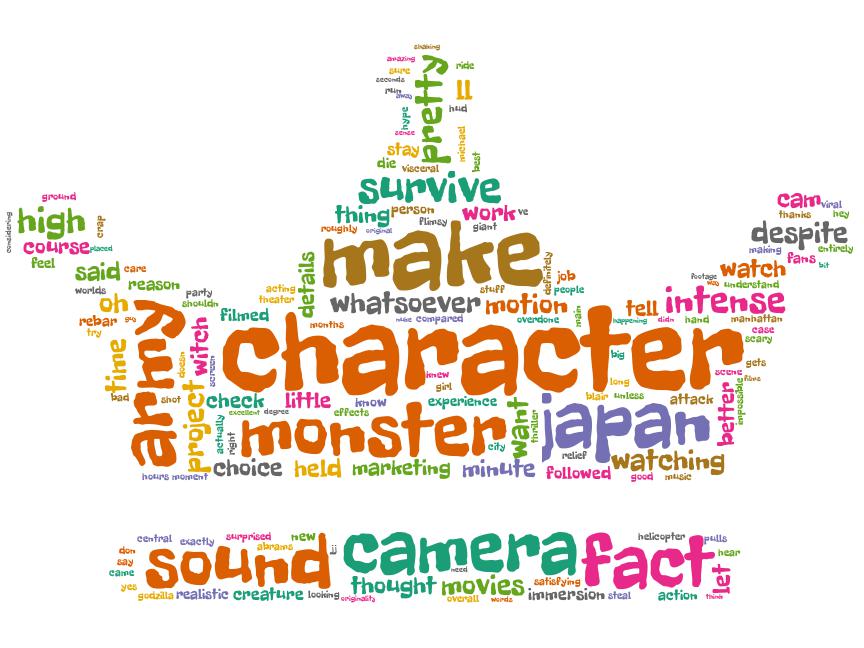 shaking
amazing
ride
sure
pretty
seconds
ll
run
away
hud
hype
sense
michael
stay
best
die
visceral
survive
ground
cam
viral
thing
person
work
ve
thanks
hey
high
considering
crap
roughly
original
flimsy
giant
despite
entirely
course
placed
make
making
fans
bit
feel
said
care
details
definitely
job
watch
worlds
reason
acting
stuff
people
footage
was
understand
party
theater
whatsoever
motion
tell
intense
oh
shouldn
filmed
main
rebar
guy
army
months
compared
overdone
happening
didn
hand
manhattan
try
witch
character
case
scary
time
doesn
screen
big
scene
gets
knew
girl
long
films
bad
shot
project
check
little
know
experience
blair
unless
attack
better
impossible
excellent
degree
effects
want
thriller
japan
actually
right
monster
city
relief
watching
choice
held
marketing
minute
followed
good
music
hours
moment
central
exactly
surprised
new
helicopter
pulls
don
abrams
jj
sound
camera
fact
hear
say
need
let
came
thought
movies
satisfying
yes
godzilla
realistic
creature
looking
originality
overall
words
immersion
steal
action
think